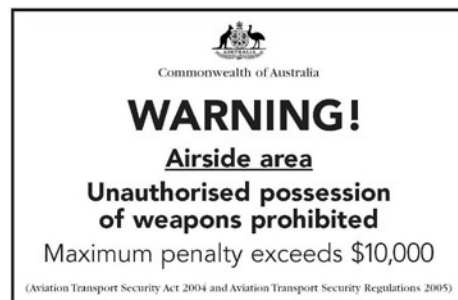 AUSTRALIA
Commonwealth of Australia
WARNING!
Airside area
Unauthorised possession
of weapons prohibited
Maximum penalty exceeds $10,000
(Aviation Transport Security Act 2004 and Aviation Transport Security Regulations 2005)